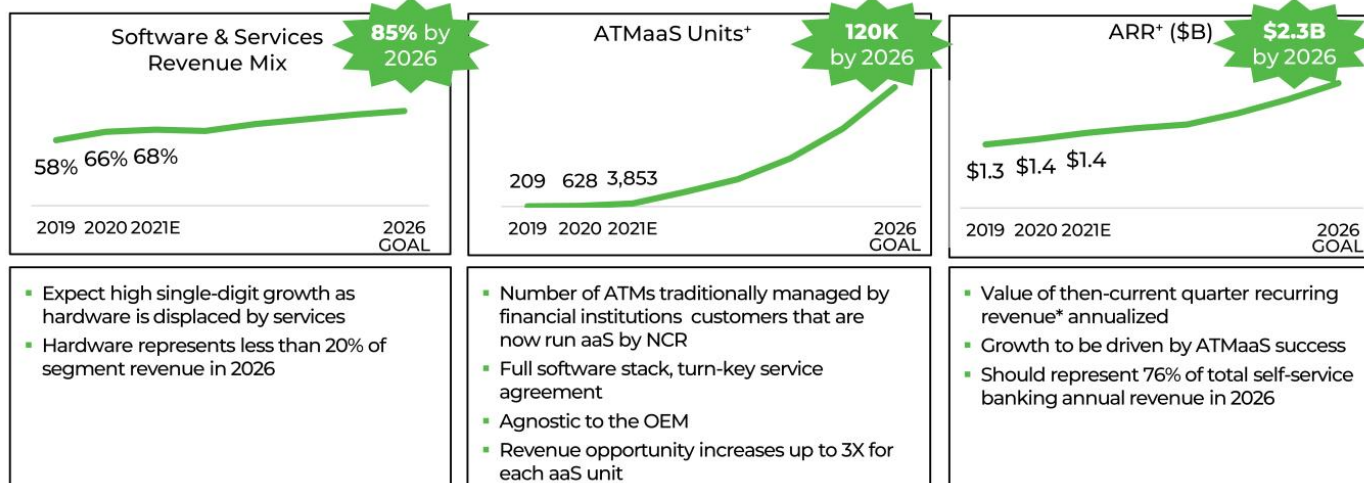 Software & Services
Revenue Mix
85% by
2026
58% 66% 68%
2019 2020 2021E 2026
GOAL
ATMaaS Units+
120K
by 2026
209 628 3,853
2019 2020 2021E 2026
GOAL
ARR+ ($B)
$2.3B
by 2026
$1.3 $1.4 $1.4
2019 2020 2021E 2026
GOAL
▪ Expect high single-digit growth as
hardware is displaced by services
▪ Hardware represents less than 20% of
segment revenue in 2026
▪ Number of ATMs traditionally managed by
financial institutions customers that are
now run aaS by NCR
▪ Full software stack, turn-key service
agreement
▪ Agnostic to the OEM
▪ Revenue opportunity increases up to 3X for
each aaS unit
▪ Value of then-current quarter recurring
revenue* annualized
▪ Growth to be driven by ATMaaS success
▪ Should represent 76% of total self-service
banking annual revenue in 2026